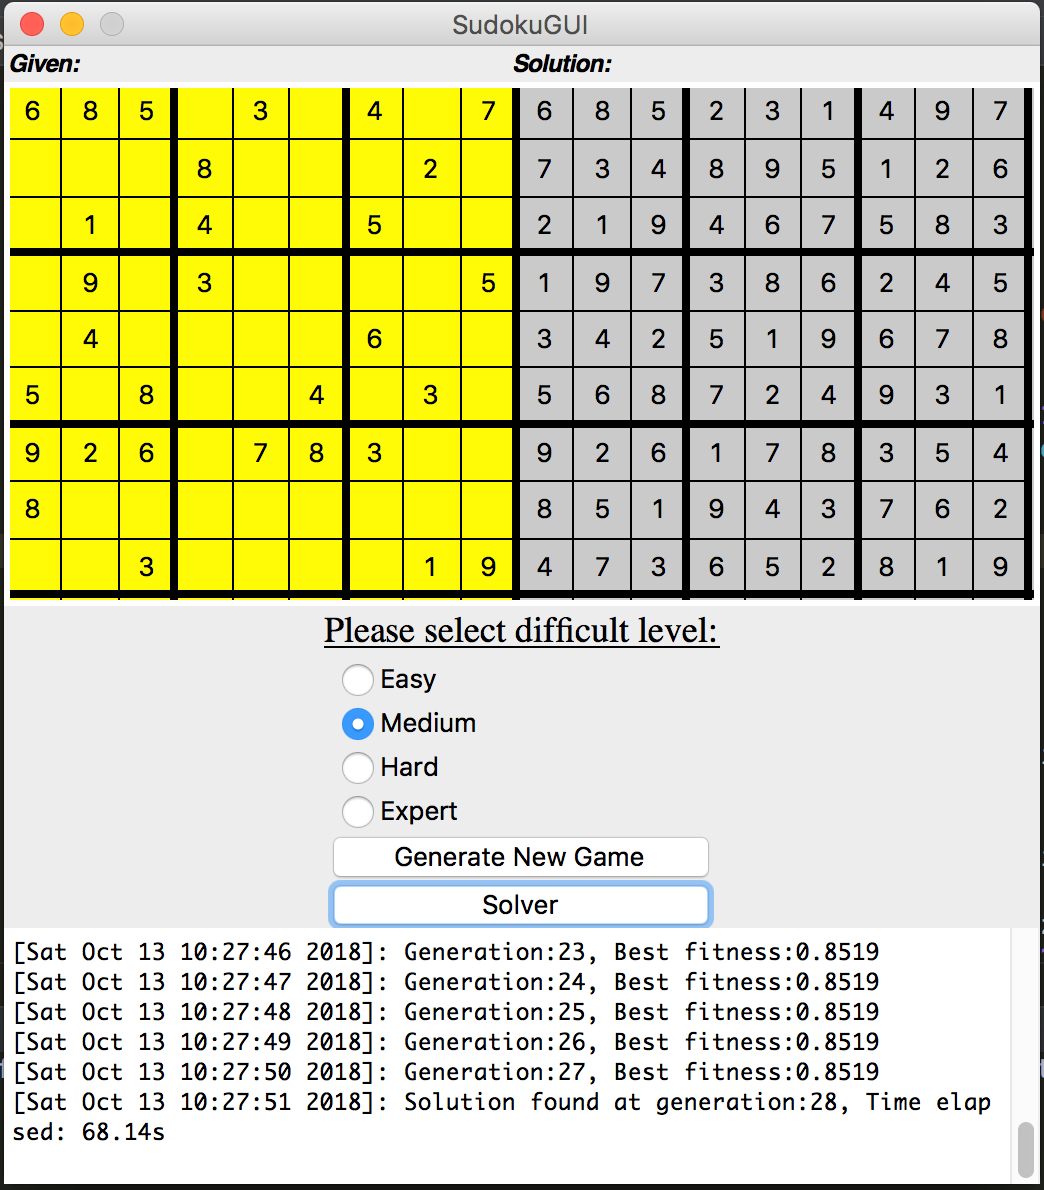 SudokuGUI
Given: Solution:
6 8 5 3 4 7 6 8 5 2 3 1 4 9 7
8 2 7 3 4 8 9 5 1 2 6
1 4 5 2 1 9 4 6 7 5 8 3
9 3 5 1 9 7 3 8 6 2 4 5
4 6 3 4 2 5 1 9 6 7 8
5 8 4 3 5 6 8 7 2 4 9 3 1
9 2 6 7 8 3 9 2 6 1 7 8 3 5 4
8 8 5 1 9 4 3 7 6 2
3 1 9 4 7 3 6 5 2 8 1 9
Please select difficult level:
Easy
Medium
Hard
Expert
Generate New Game
Solver
[Sat Oct 13 10:27:46 2018]: Generation:23, Best fitness:0.8519
[Sat Oct 13 10:27:47 2018]: Generation:24, Best fitness:0.8519
[Sat Oct 13 10:27:48 2018]: Generation:25, Best fitness:0.8519
[Sat Oct 13 10:27:49 2018]: Generation:26, Best fitness:0.8519
[Sat Oct 13 10:27:50 2018]: Generation:27, Best fitness:0.8519
[Sat Oct 13 10:27:51 2018]: Solution found at generation:28, Time elap
sed: 68.14s